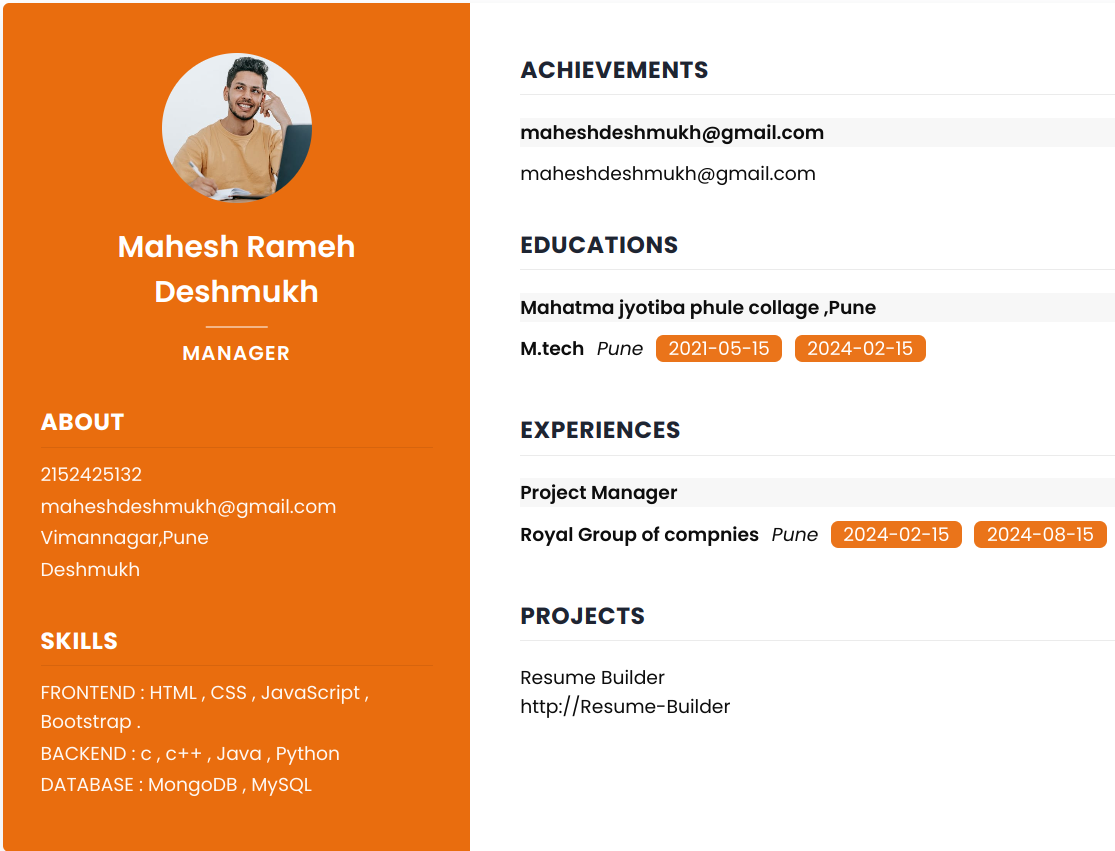 Mahesh Rameh
Deshmukh
MANAGER
ABOUT
2152425132
maheshdeshmukh@gmail.com
Vimannagar,Pune
Deshmukh
SKILLS
FRONTEND : HTML , CSS , JavaScript ,
Bootstrap .
BACKEND : c , c++ , Java , Python
DATABASE : MongoDB , MySQL
ACHIEVEMENTS
maheshdeshmukh@gmail.com
maheshdeshmukh@gmail.com
EDUCATIONS
Mahatma jyotiba phule collage ,Pune
M.tech Pune 2021-05-15 2024-02-15
EXPERIENCES
Project Manager
Royal Group of compnies Pune 2024-02-15 2024-08-15
PROJECTS
Resume Builder
http://Resume-Builder